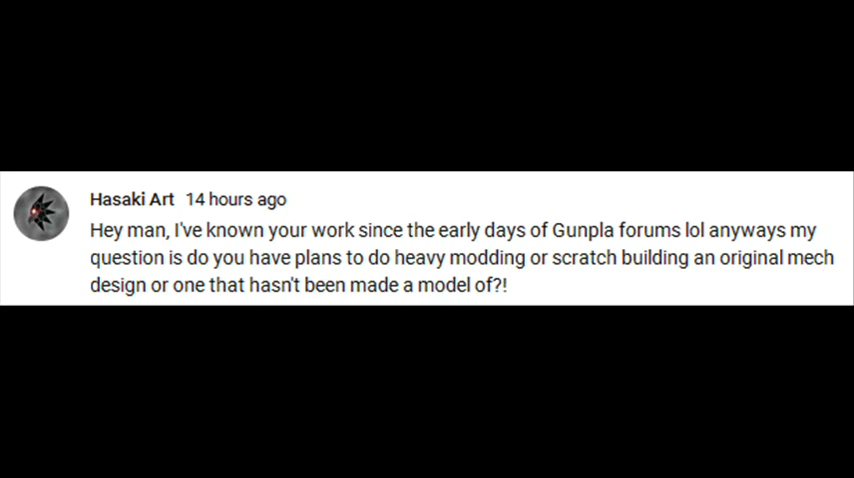 Hasaki Art 14 hours ago
Hey man, I've known your work since the early days of Gunpla forums lol anyways my
question is do you have plans to do heavy modding or scratch building an original mech
design or one that hasn't been made a model of?!